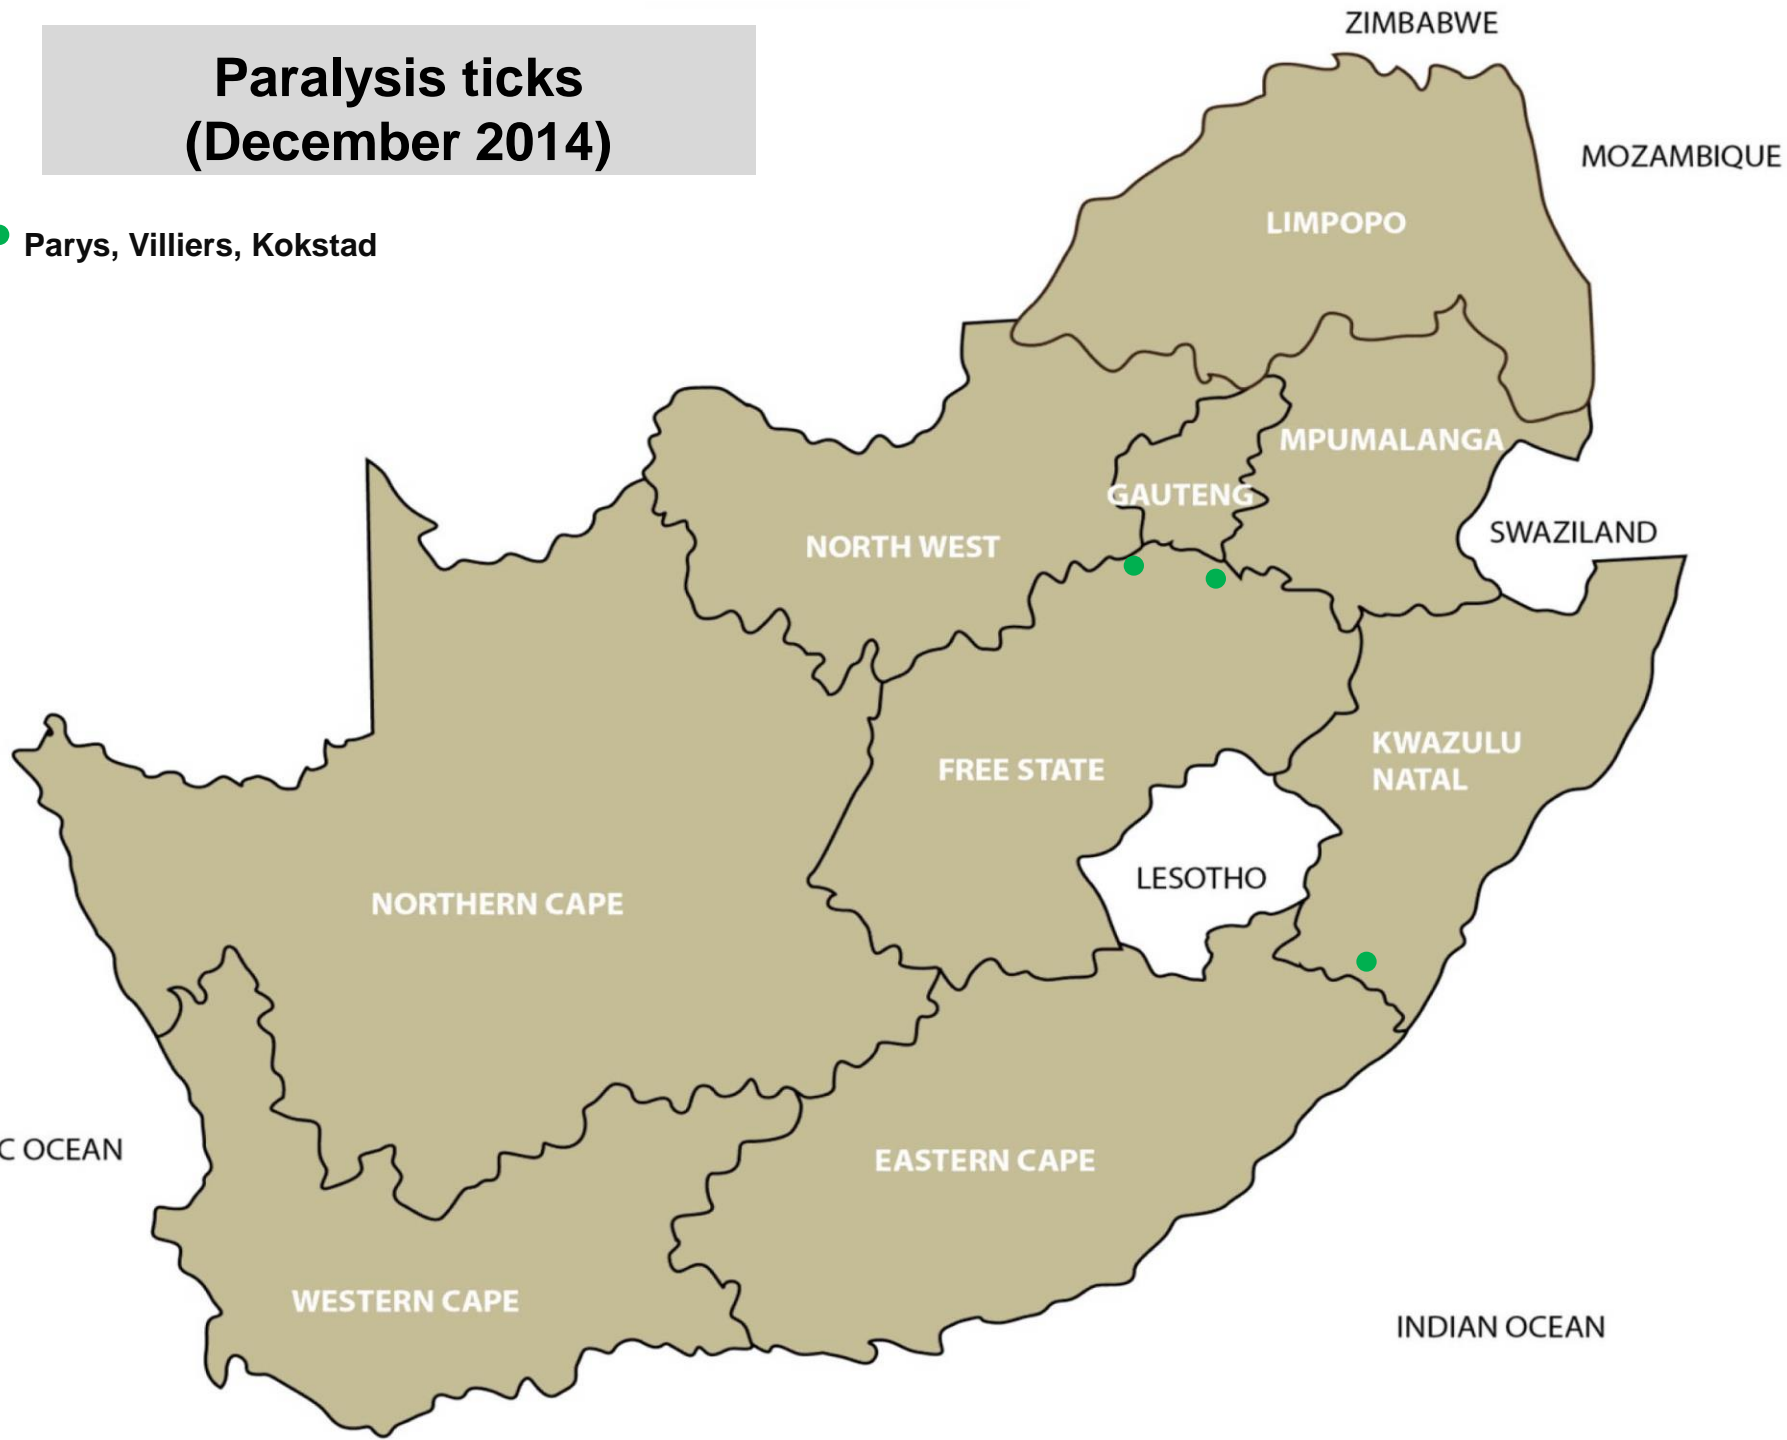 Paralysis ticks
(December 2014)
Parys, Villiers, Kokstad
ZIMBABWE
MOZAMBIQUE
LIMPOPO
MPUMALANGA
GAUTENG
SWAZILAND
NORTH WEST
KWAZULU
NATAL
FREE STATE
LESOTHO
NORTHERN CAPE
C OCEAN
EASTERN CAPE
WESTERN CAPE
INDIAN OCEAN